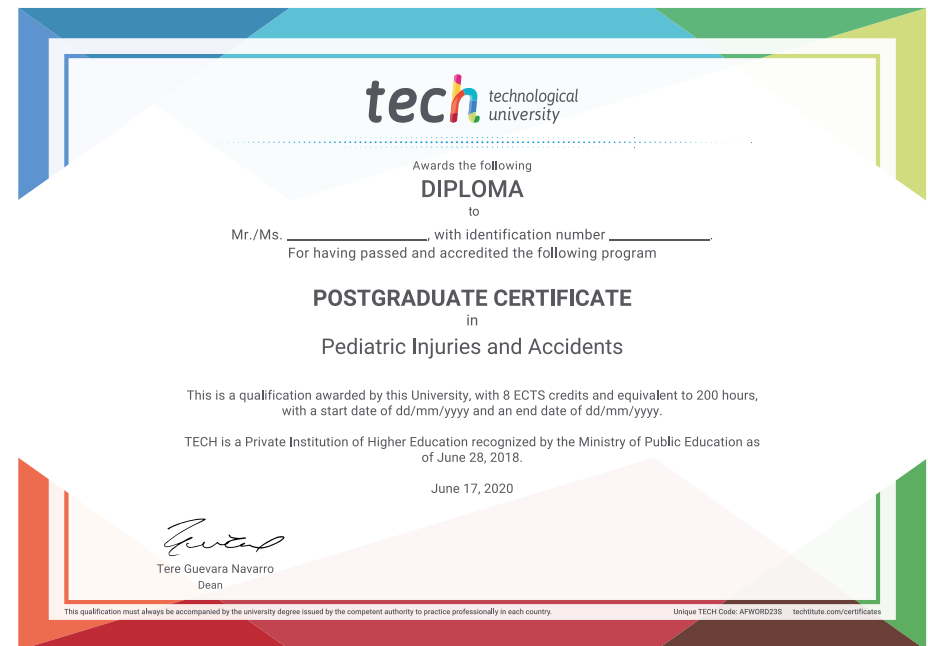 tech technological
university
Awards the following
DIPLOMA
to
Mr./Ms. ________________, with identification number ____________.
For having passed and accredited the following program
POSTGRADUATE CERTIFICATE
in
Pediatric Injuries and Accidents
This is a qualification awarded by this University, with 8 ECTS credits and equivalent to 200 hours,
with a start date of dd/mm/yyyy and an end date of dd/mm/yyyy.
TECH is a Private Institution of Higher Education recognized by the Ministry of Public Education as
of June 28, 2018.
June 17, 2020
Tere Guevara Navarro
Dean
This qualification must always be accompanied by the university degree issued by the competent authority to practice professionally in each country.
Unique TECH Code: AFWORD23S techtitute.com/certificates